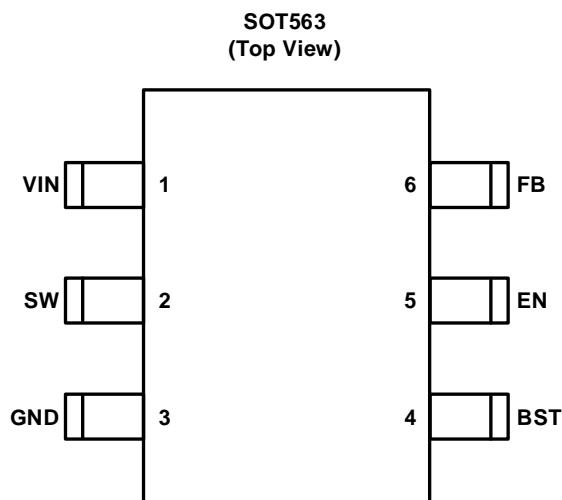 SOT563
(Top View)
VIN 1 6 FB
SW 2 5 EN
GND 3 4 BST